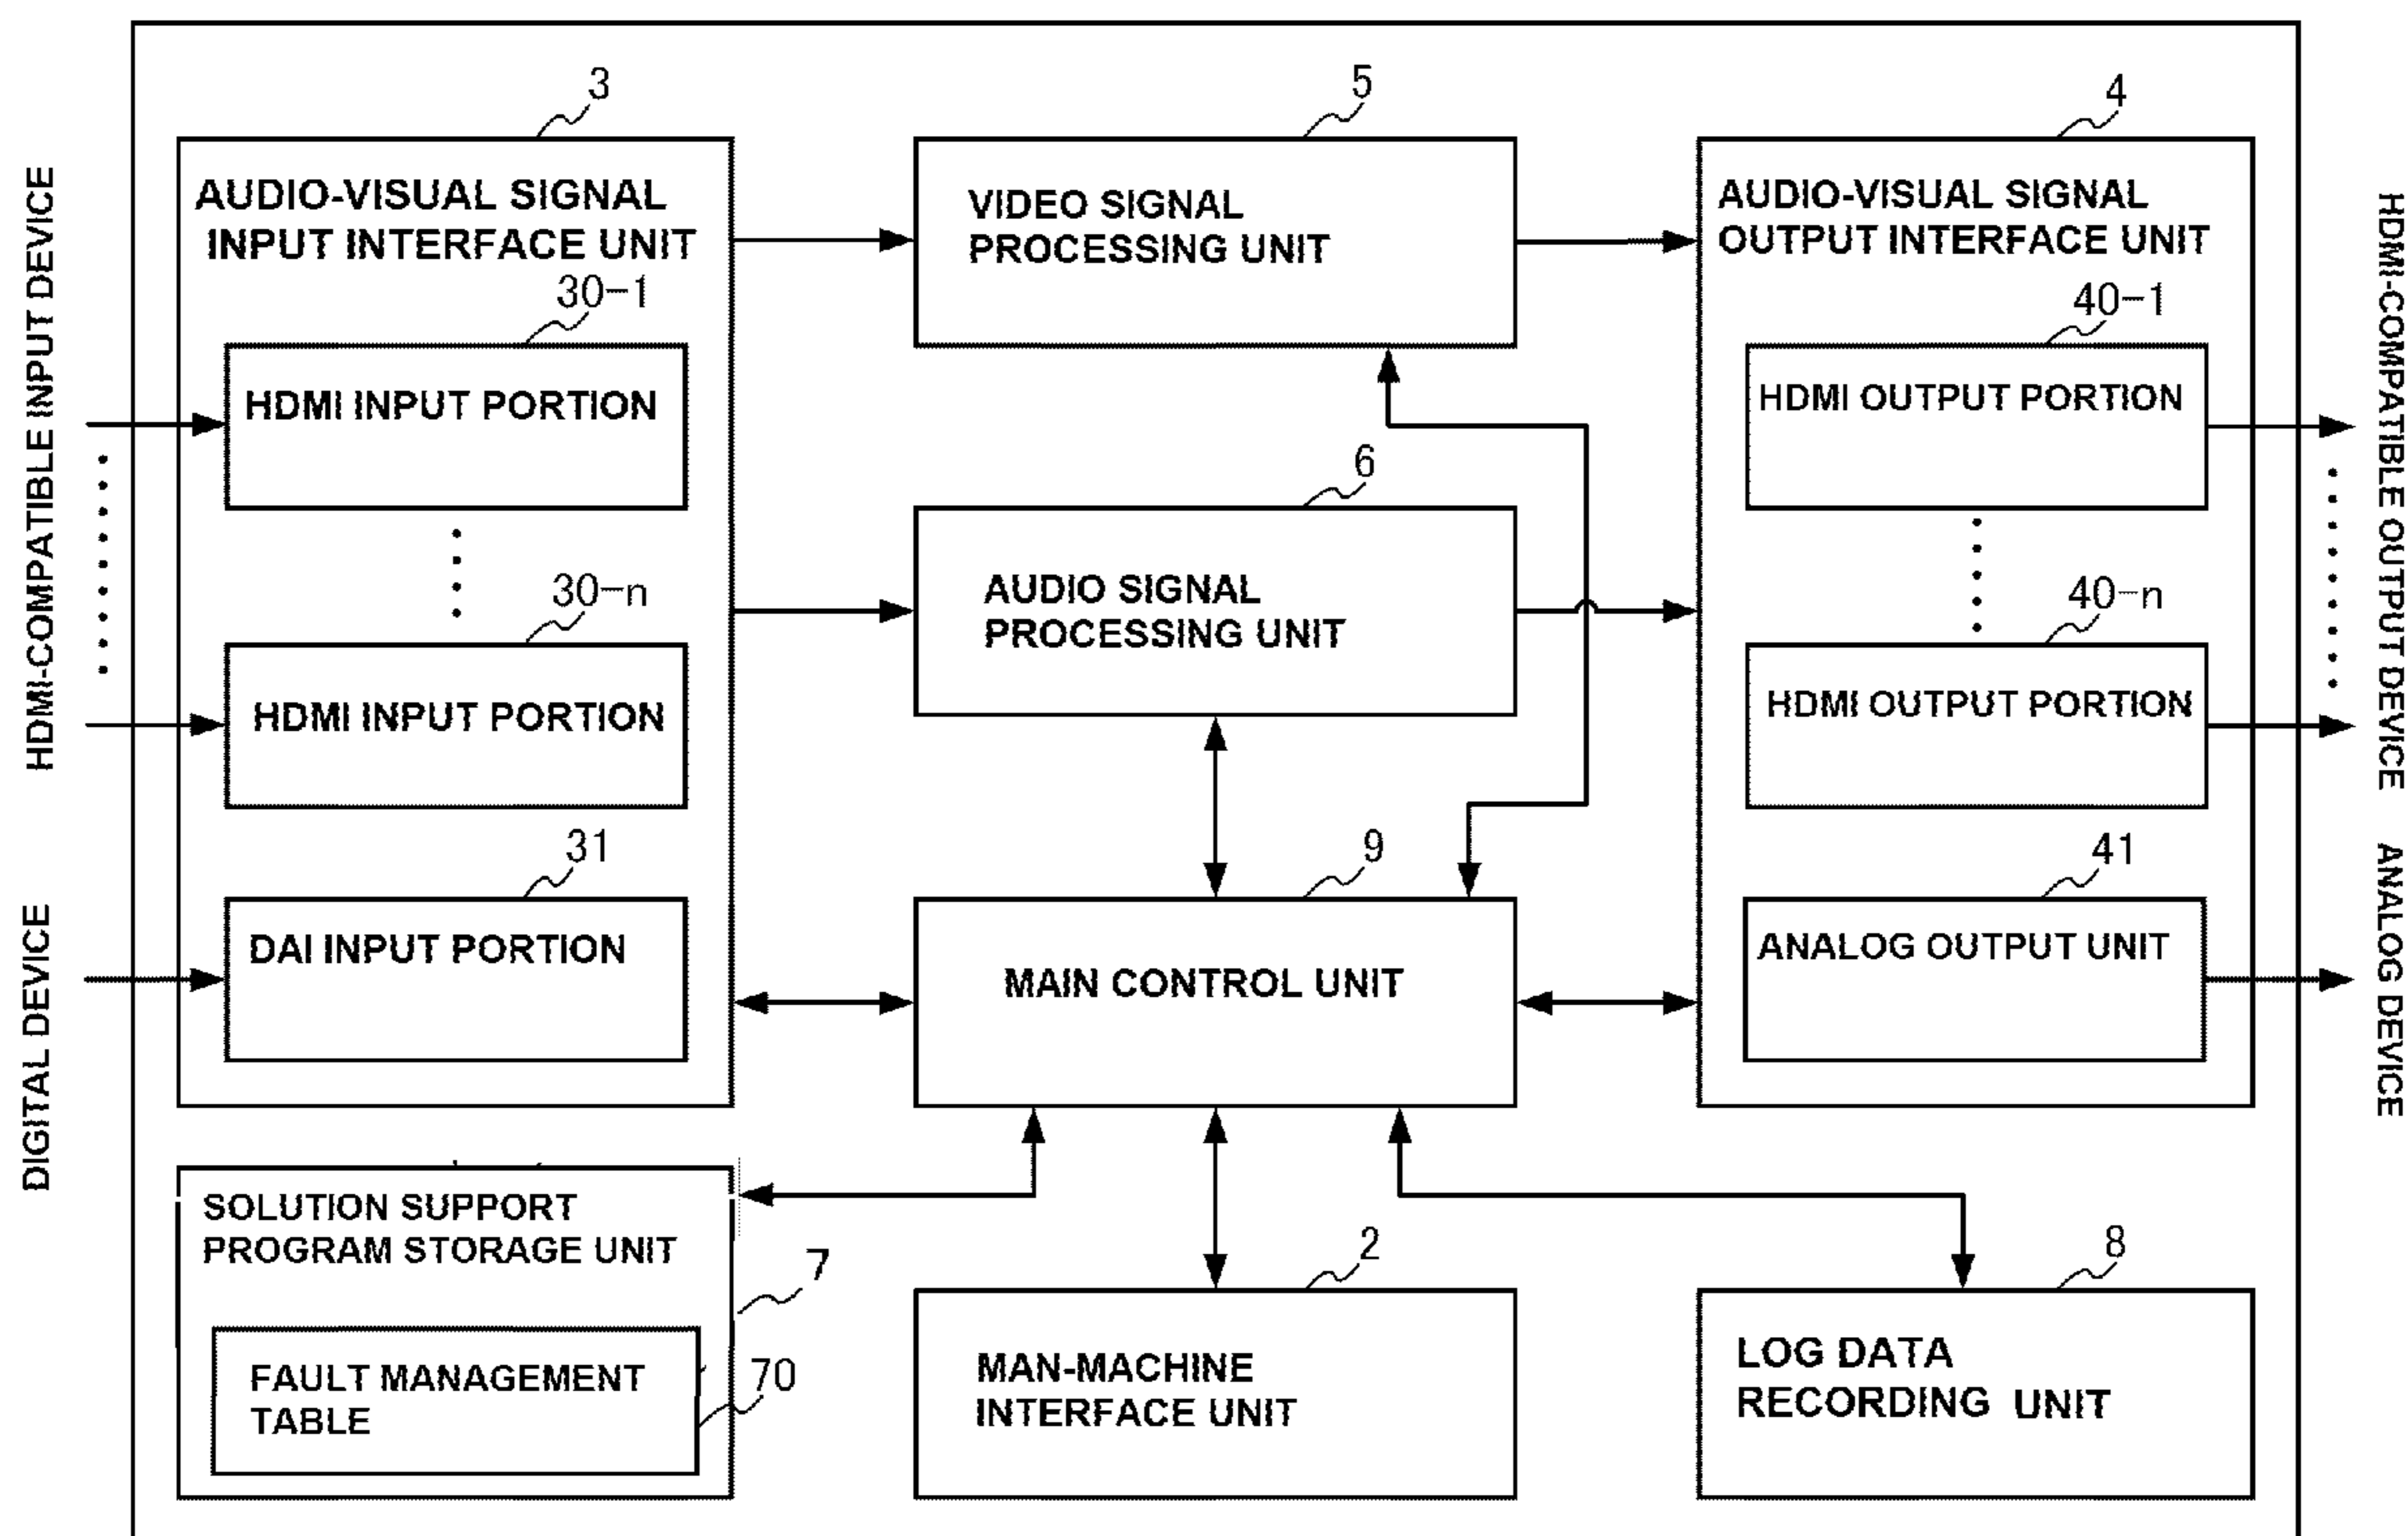 HDMI-COMPATIBLE INPUT DEVICE
DIGITAL DEVICE
3
AUDIO-VISUAL SIGNAL
INPUT INTERFACE UNIT
30-1
HDMI INPUT PORTION
30-n
HDMI INPUT PORTION
31
DAI INPUT PORTION
SOLUTION SUPPORT
PROGRAM STORAGE UNIT
7
FAULT MANAGEMENT
TABLE
70
5
VIDEO SIGNAL
PROCESSING UNIT
6
AUDIO SIGNAL
PROCESSING UNIT
9
MAIN CONTROL UNIT
2
MAN-MACHINE
INTERFACE UNIT
4
AUDIO-VISUAL SIGNAL
OUTPUT INTERFACE UNIT
40-1
HDMI OUTPUT PORTION
40-n
HDMI OUTPUT PORTION
41
ANALOG OUTPUT UNIT
8
LOG DATA
RECORDING UNIT
HDMI-COMPATIBLE OUTPUT DEVICE
ANALOG DEVICE